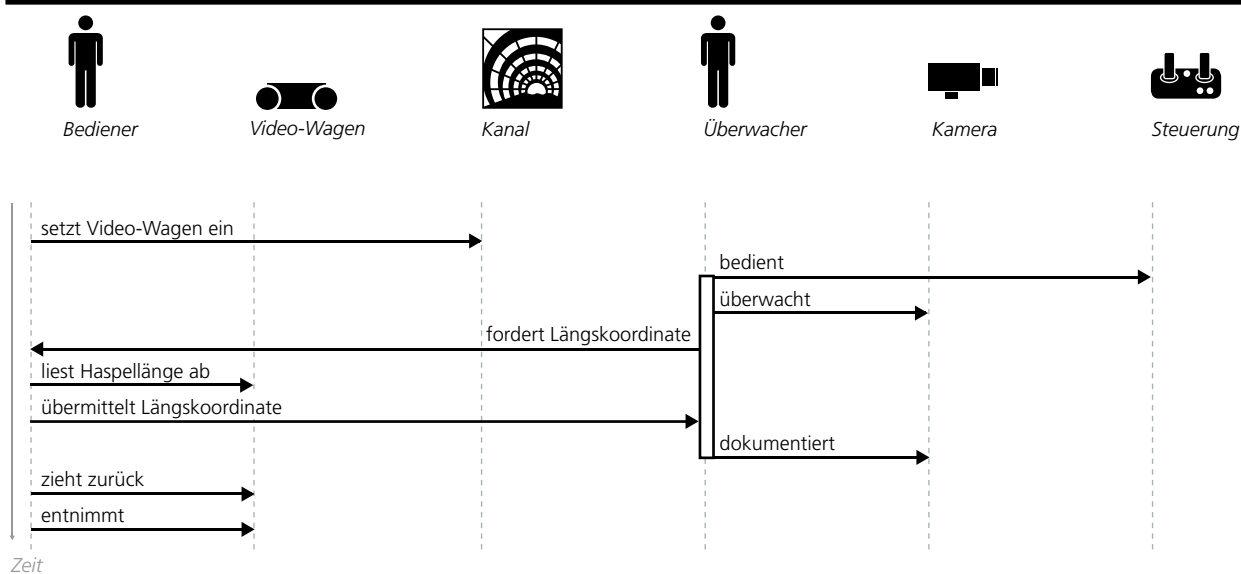 Bediener
Video-Wagen
Kanal
Überwacher
Kamera
Steuerung
setzt Video-Wagen ein
bedient
überwacht
fordert Längskoordinate
liest Haspellänge ab
übermittelt Längskoordinate
dokumentiert
zieht zurück
entnimmt
Zeit